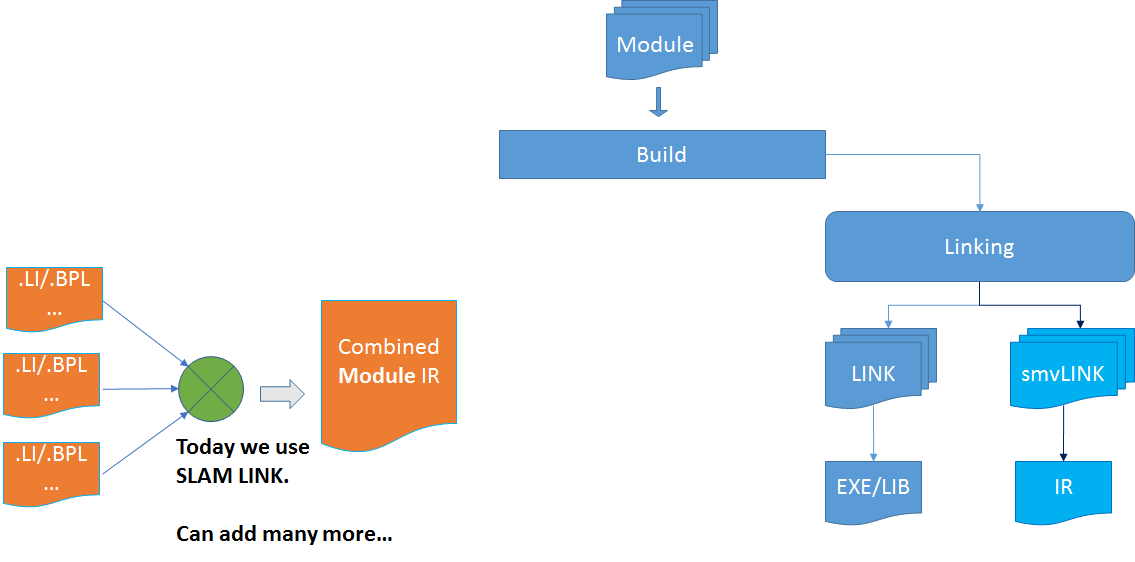 Module
Build
Linking
LINK
smvLINK
EXE/LIB
IR
.LI/.BPL
...
.LI/.BPL
...
.LI/.BPL
...
Combined
Module IR
Today we use
SLAM LINK.
Can add many more...